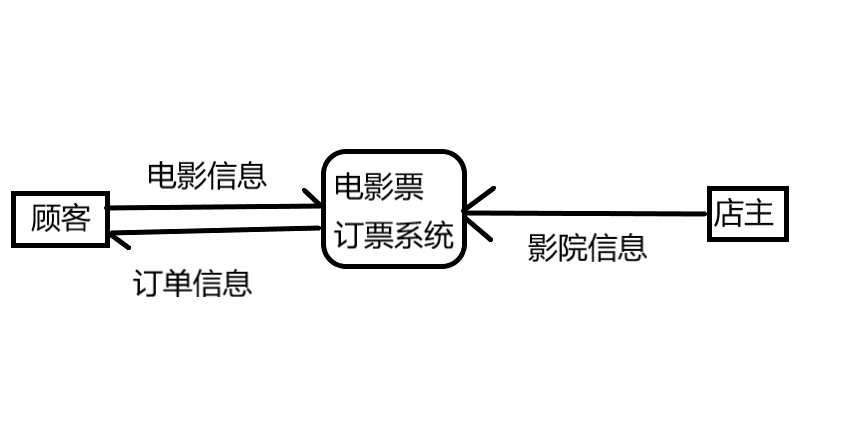 电影信息
顾客
电影票
订票系统
店主
影院信息
订单信息